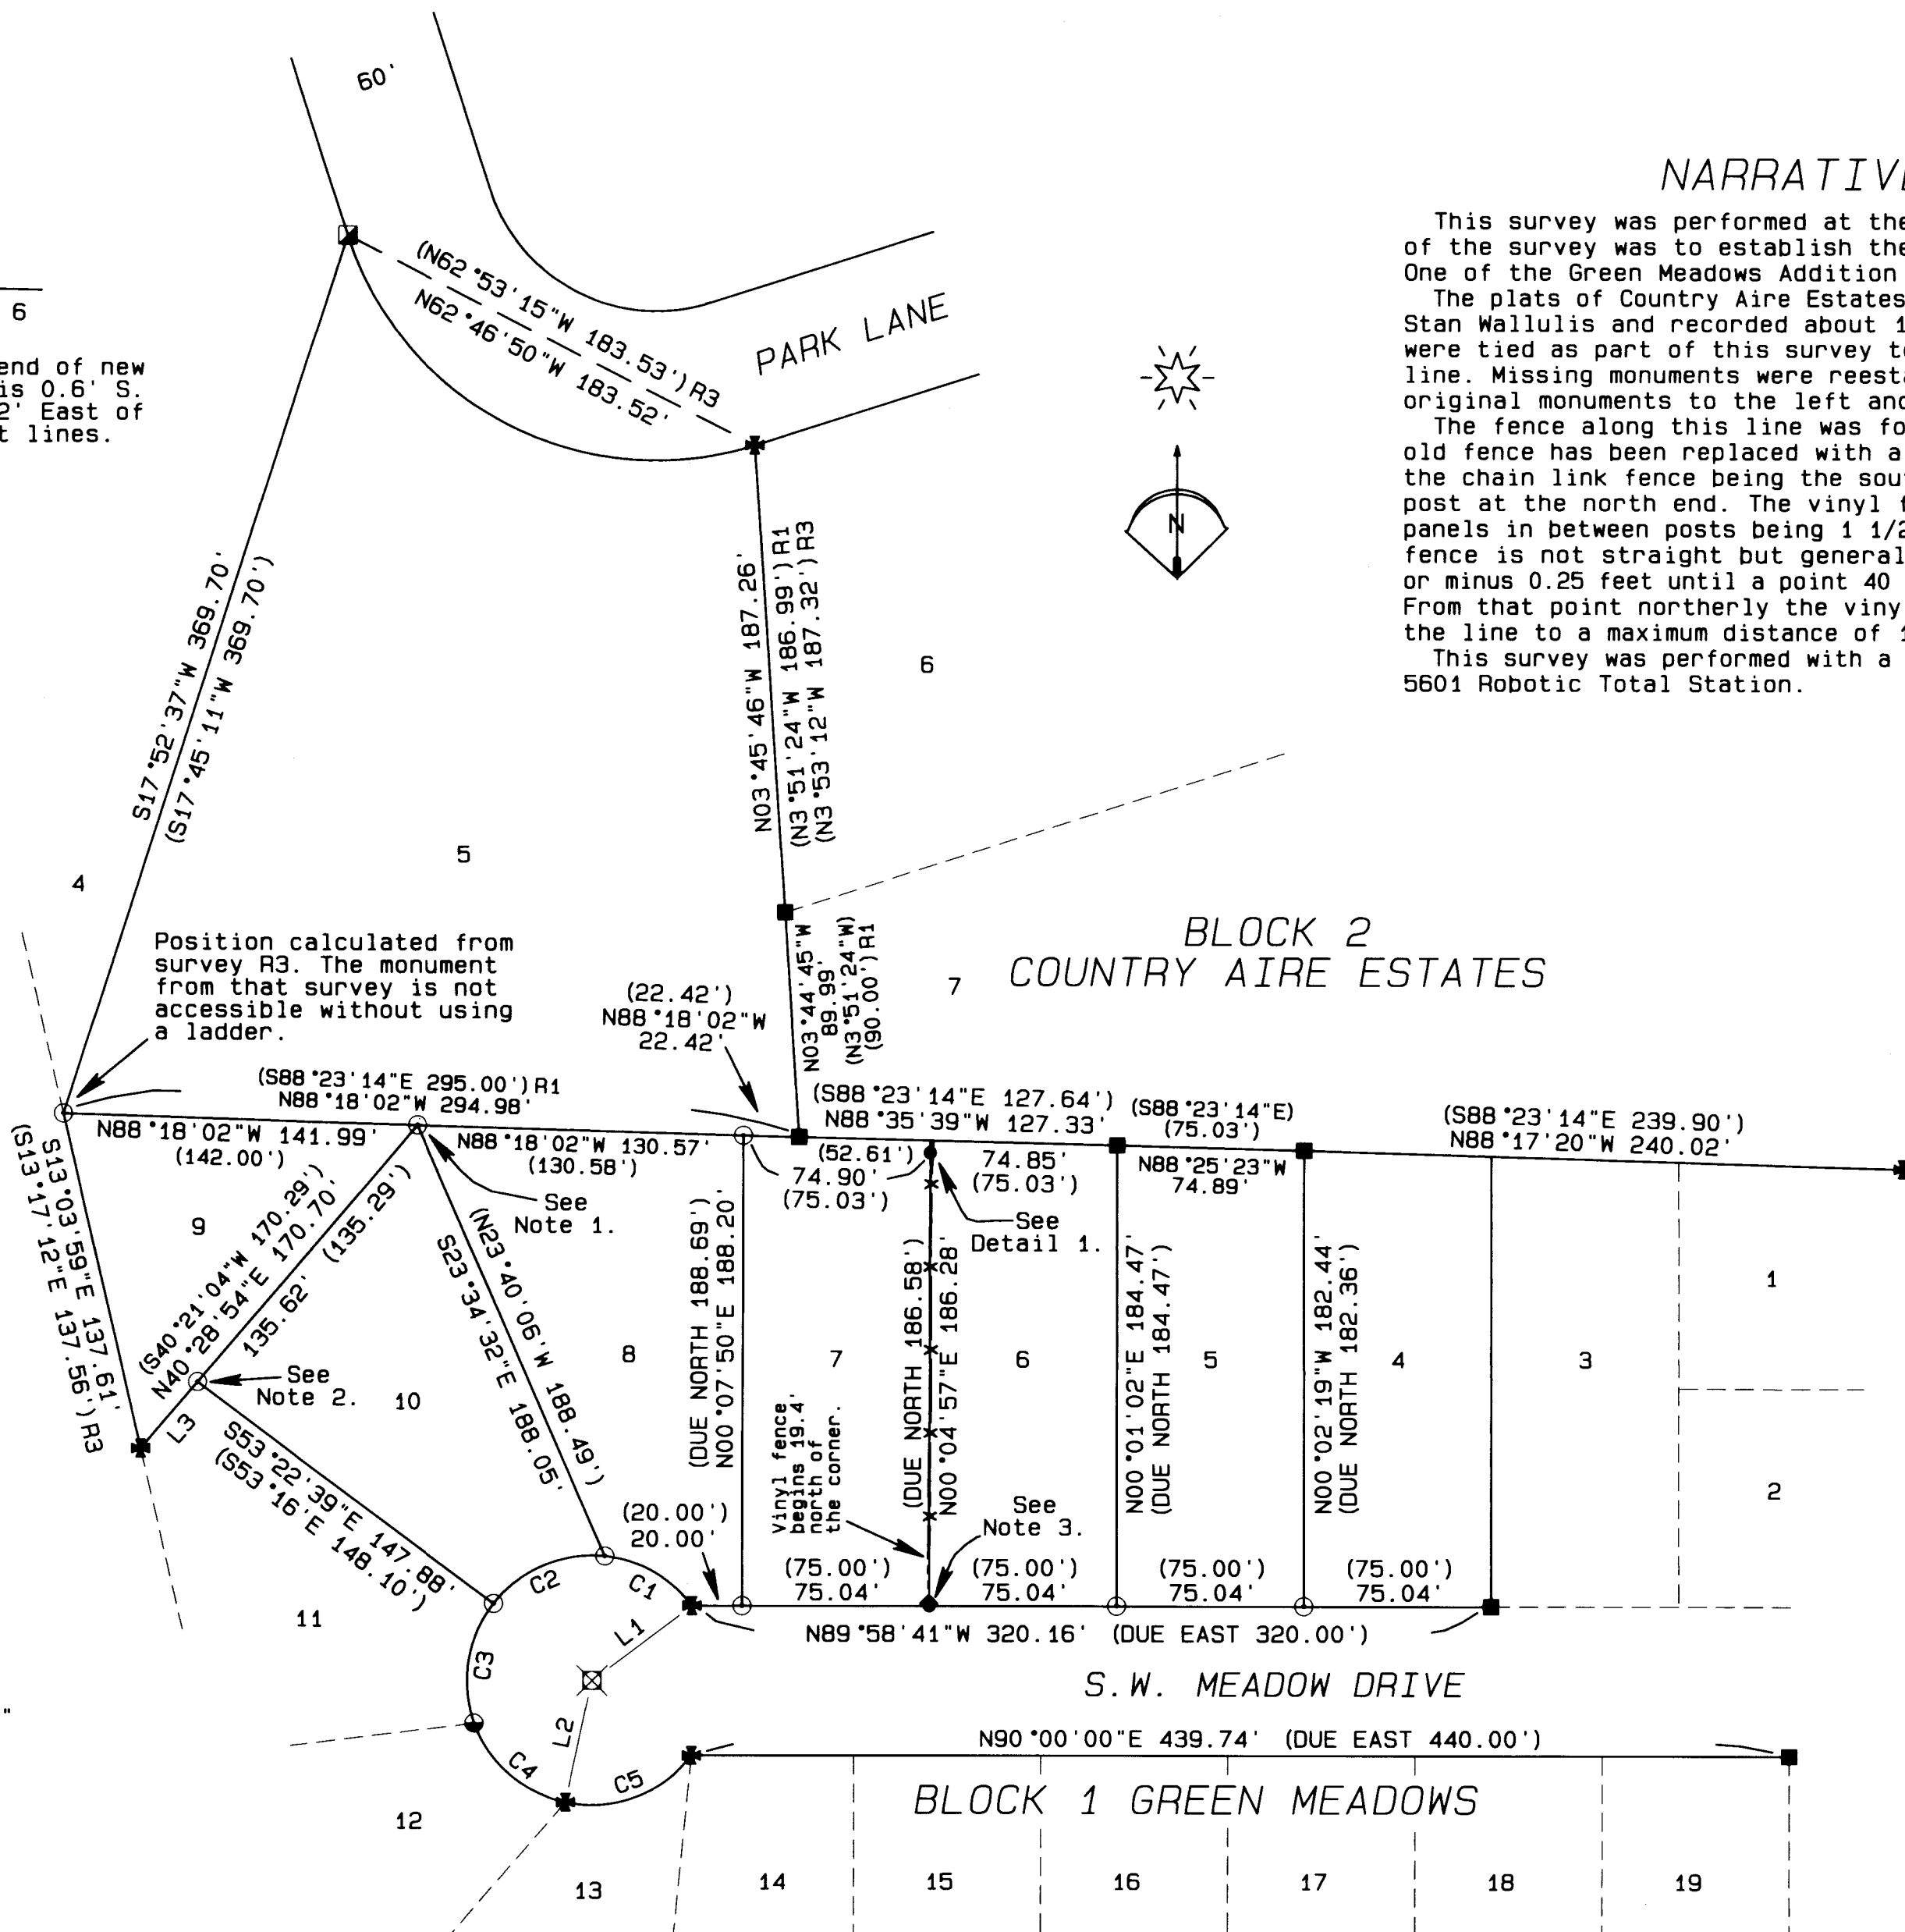 60'
NARRATIVE
This survey was performed at the
of the survey was to establish the
One of the Green Meadows Addition
The plats of Country Aire Estates
Stan Wallulis and recorded about 1
were tied as part of this survey t
line. Missing monuments were reest
original monuments to the left and
The fence along this line was fo
old fence has been replaced with a
the chain link fence being the sou
post at the north end. The vinyl f
panels in between posts being 1 1/2
fence is not straight but general
or minus 0.25 feet until a point 40
From that point northerly the viny
the line to a maximum distance of 1
This survey was performed with a
5601 Robotic Total Station.
6
end of new
is 0.6' S.
2' East of
t lines.
(N62°53'15"W 183.53')R3
N62°46'50"W 183.52'
PARK LANE
N
S17°52'37"W 369.70'
(S17°45'11"W 369.70')
N03°45'46"W 187.26'
(N3°51'24"W 186.99')R1
(N3°53'12"W 187.32')R3
6
5
4
Position calculated from
survey R3. The monument
from that survey is not
accessible without using
a ladder.
(22.42')
N88°18'02"W
22.42'
N03°44'45"W
89.99'
(N3°51'24"W)
(90.00')R1
7
BLOCK 2
COUNTRY AIRE ESTATES
(S88°23'14"E 295.00')R1
N88°18'02"W 294.98'
(S88°23'14"E 127.64')
N88°35'39"W 127.33'
(S88°23'14"E)
(75.03')
(S88°23'14"E 239.90')
N88°17'20"W 240.02'
N88°18'02"W 141.99'
(142.00')
N88°18'02"W 130.57'
(130.58')
(52.61')
74.90'
(75.03')
74.85'
(75.03')
N88°25'23"W
74.89'
See
Note 1.
See
Detail 1.
S13°03'59"E 137.61'
(S13°17'12"E 137.56')R3
9
(S40°21'04"W 170.29')
N40°28'54"E 170.70'
135.62' (135.29')
(N23°40'06"W 188.49')
S23°34'32"E 188.05'
(DUE NORTH 188.69')
N00°07'50"E 188.20'
(DUE NORTH 186.58')
N00°04'57"E 186.28'
N00°01'02"E 184.47'
(DUE NORTH 184.47')
N00°02'19"W 182.44'
(DUE NORTH 182.36')
8
7
6
5
4
3
1
2
See
Note 2.
10
L3
S53°22'39"E 147.88'
(S53°16'E 148.10')
Vinyl fence
begins 19.4'
north of
the corner.
See
Note 3.
(20.00')
20.00'
(75.00')
75.04'
(75.00')
75.04'
(75.00')
75.04'
(75.00')
75.04'
C2
C1
L1
11
C3
N89°58'41"W 320.16' (DUE EAST 320.00')
S.W. MEADOW DRIVE
"
L2
N90°00'00"E 439.74' (DUE EAST 440.00')
C4
C5
BLOCK 1 GREEN MEADOWS
12
13
14
15
16
17
18
19